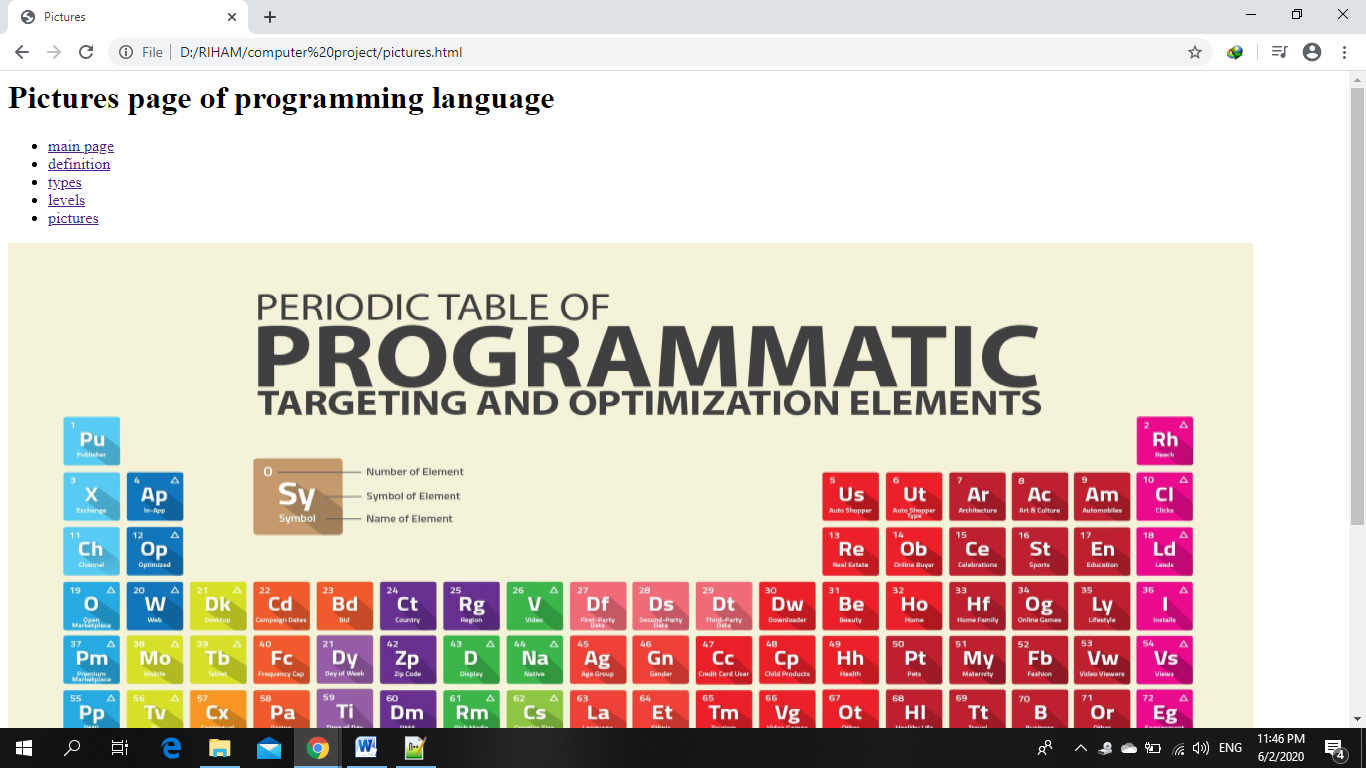 Pictures
File
D:/RIHAM/computer%20project/pictures.html
Pictures page of programming language
main page
definition
types
levels
pictures
PERIODIC TABLE OF
PROGRAMMATIC
TARGETING AND OPTIMIZATION ELEMENTS
1 Pu Publisher
2 Rh Reach
0 Sy Symbol
Number of Element
Symbol of Element
Name of Element
3 X Exchange
4 Ap In-App
5 Us Auto Shopper
6 Ut Auto Shopper Type
7 Ar Architecture
8 Ac Art & Culture
9 Am Automobiles
10 Cl Clicks
11 Ch Channel
12 Op Optimized
13 Re Real Estate
14 Ob Online Buyer
15 Ce Celebrations
16 St Sports
17 En Education
18 Ld Leads
19 O Open Marketplace
20 W Web
21 Dk Desktop
22 Cd Campaign Dates
23 Bd Bid
24 Ct Country
25 Rg Region
26 V Video
27 Df First-Party Data
28 Ds Second-Party Data
29 Dt Third-Party Data
30 Dw Downloader
31 Be Beauty
32 Ho Home
33 Hf Home Family
34 Og Online Games
35 Ly Lifestyle
36 I Installs
37 Pm Premium Marketplace
38 Mo Mobile
39 Tb Tablet
40 Fc Frequency Cap
21 Dy Day of Week
42 Zp Zip Code
43 D Display
44 Na Native
45 Ag Age Group
46 Gn Gender
47 Cc Credit Card User
48 Cp Child Products
49 Hh Health
50 Pt Pets
51 My Maternity
52 Fb Fashion
53 Vw Video Viewers
54 Vs Views
55 Pp
56 Tv
57 Cx
58 Pa
59 Ti
60 Dm
61 Rm
62 Cs
63 La
64 Et
65 Tm
66 Vg
67 Ot
68 Hl
69 Tt
70 B
71 Or
72 Eg
ENG
11:46 PM
6/2/2020
4